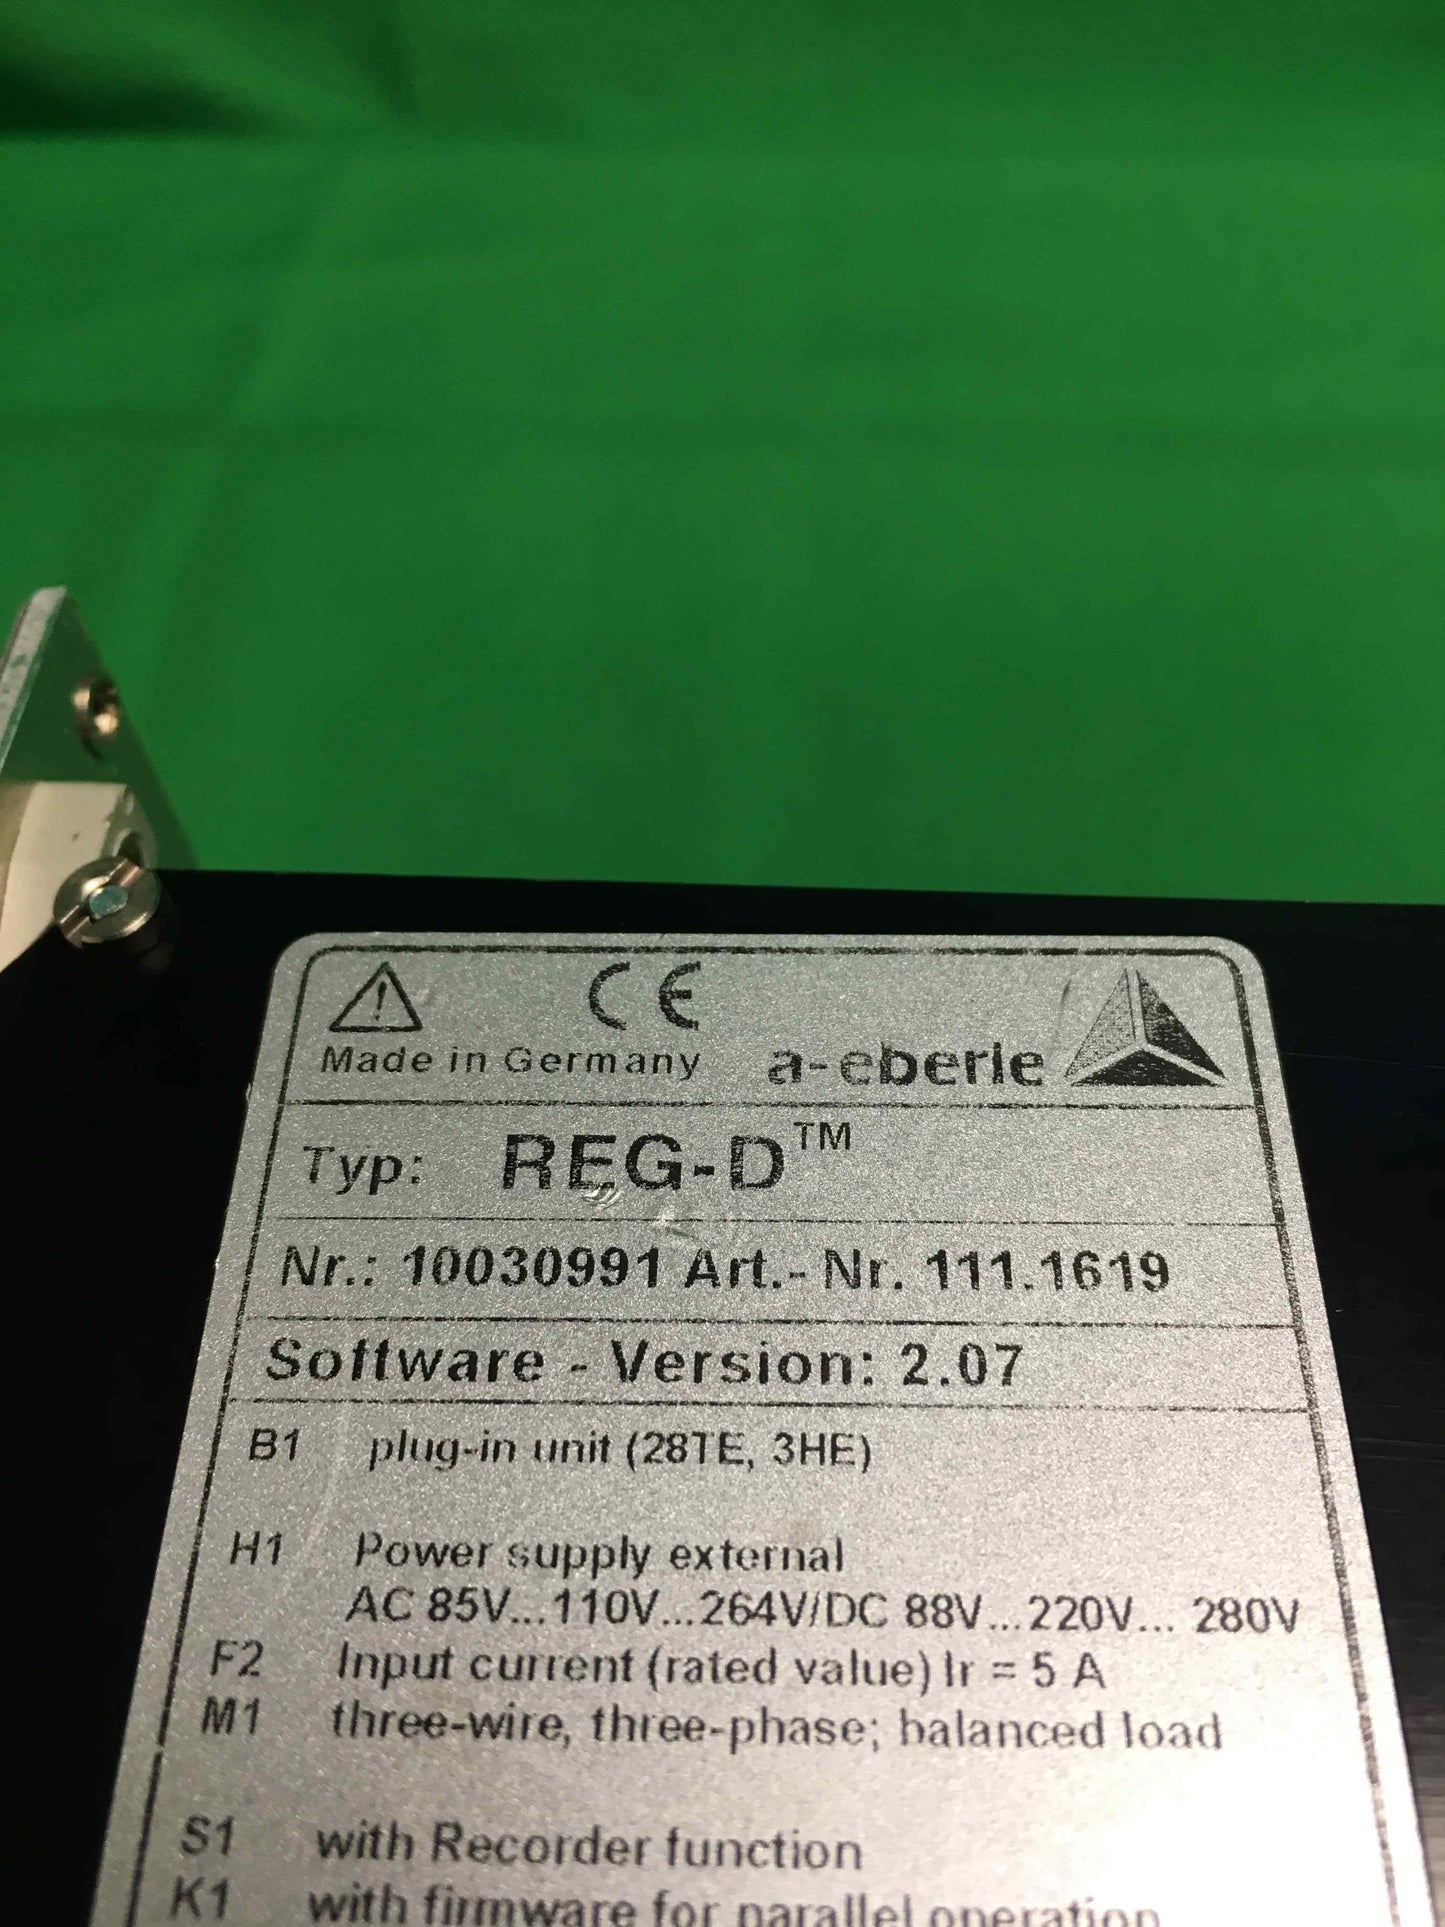 CE
Made in Germany a-eberle
Typ: REG-D™
Nr.: 10030991 Art.- Nr. 111.1619
Software - Version: 2.07
B1 plug-in unit (28TE, 3HE)
H1 Power supply external
AC 85V...110V...264V/DC 88V...220V... 280V
F2 Input current (rated value) Ir = 5 A
M1 three-wire, three-phase; balanced load
S1 with Recorder function
K1 with firmware for parallel operation